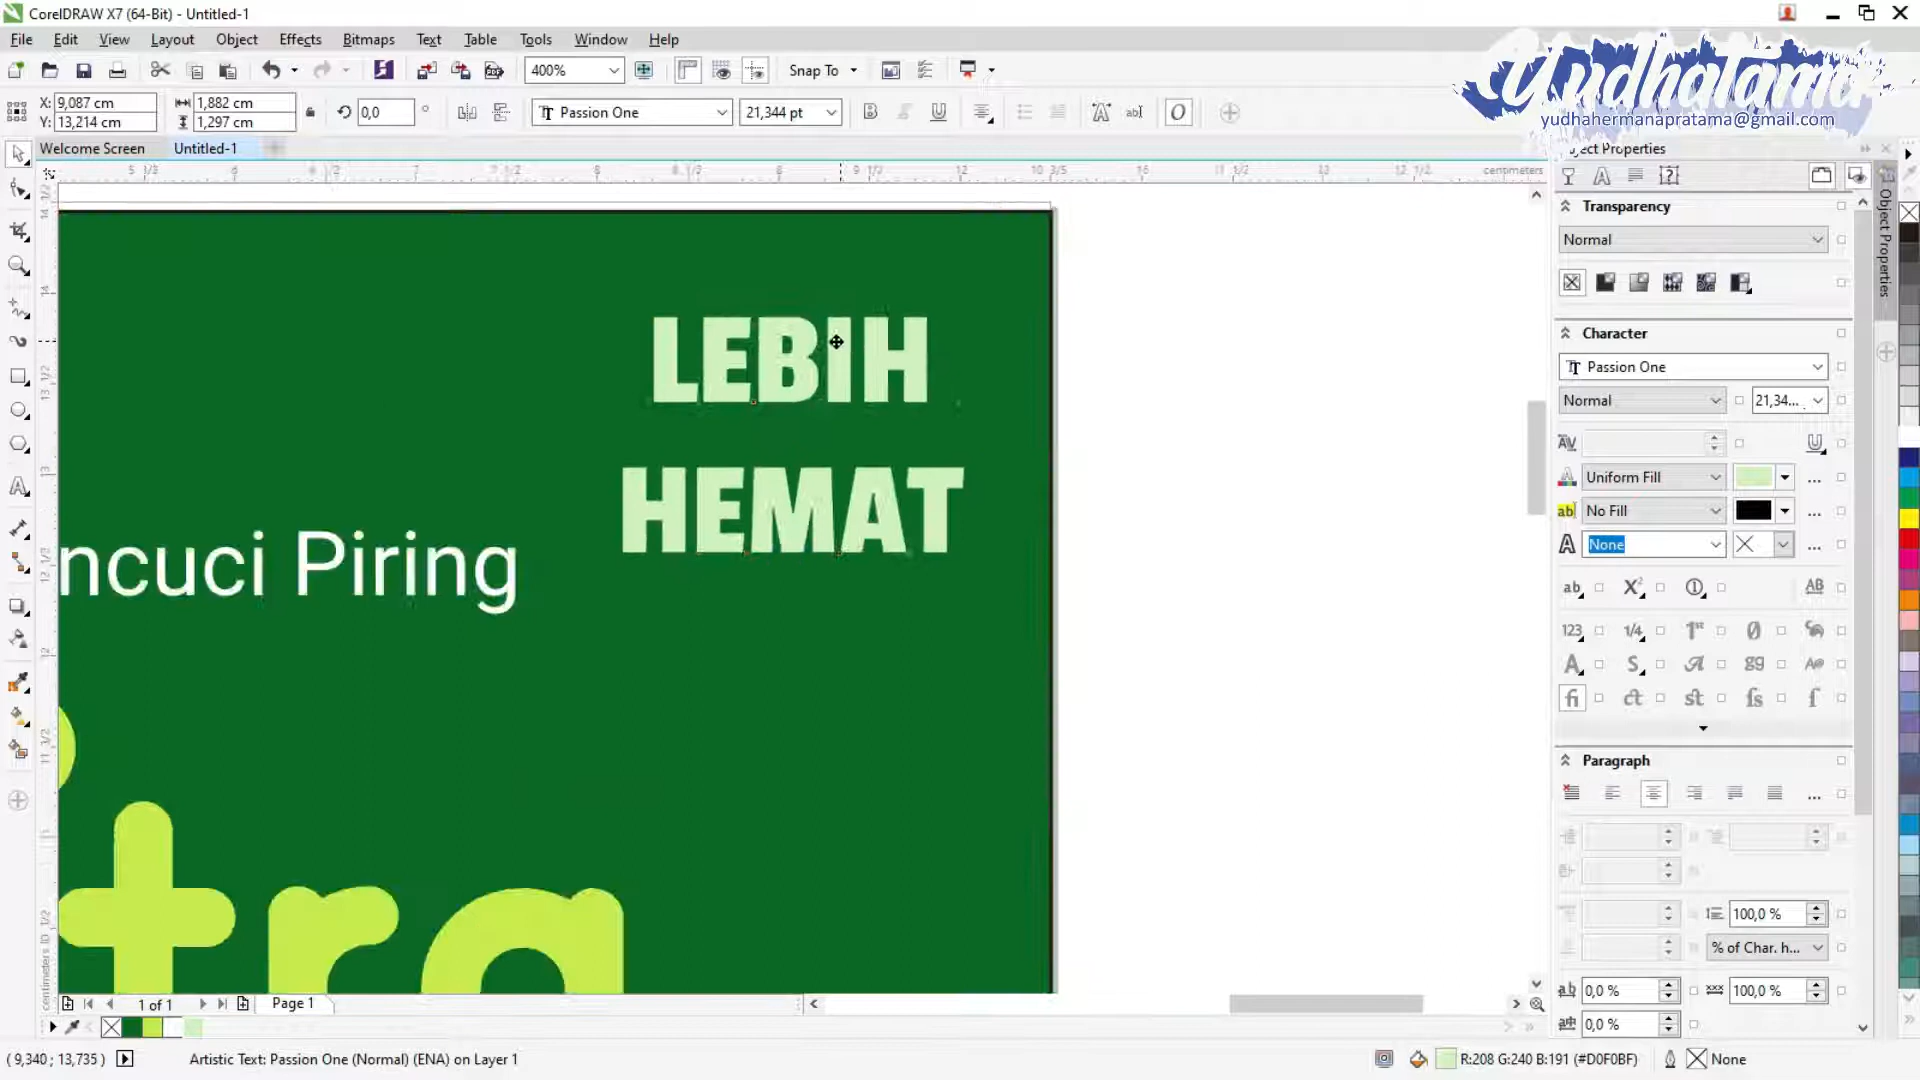 CorelDRAW X7 (64-Bit) - Untitled-1
File Edit View Layout Object Effects Bitmaps Text Table Tools Window Help
400%
Snap To
Yudhatama
yudhahermanapratama@gmail.com
X: 9,087 cm
Y: 13,214 cm
1,882 cm
1,297 cm
0,0 °
Passion One
21,344 pt
Welcome Screen
Untitled-1
Object Properties
centimeters
Transparency
Normal
Character
Passion One
Normal
21,34...
Uniform Fill
No Fill
None
Paragraph
100,0 %
% of Char. h...
0,0 %
100,0 %
0,0 %
LEBIH
HEMAT
ncuci Piring
tra
1 of 1
Page 1
( 9,340 ; 13,735 )
Artistic Text: Passion One (Normal) (ENA) on Layer 1
R:208 G:240 B:191 (#D0F0BF)
None